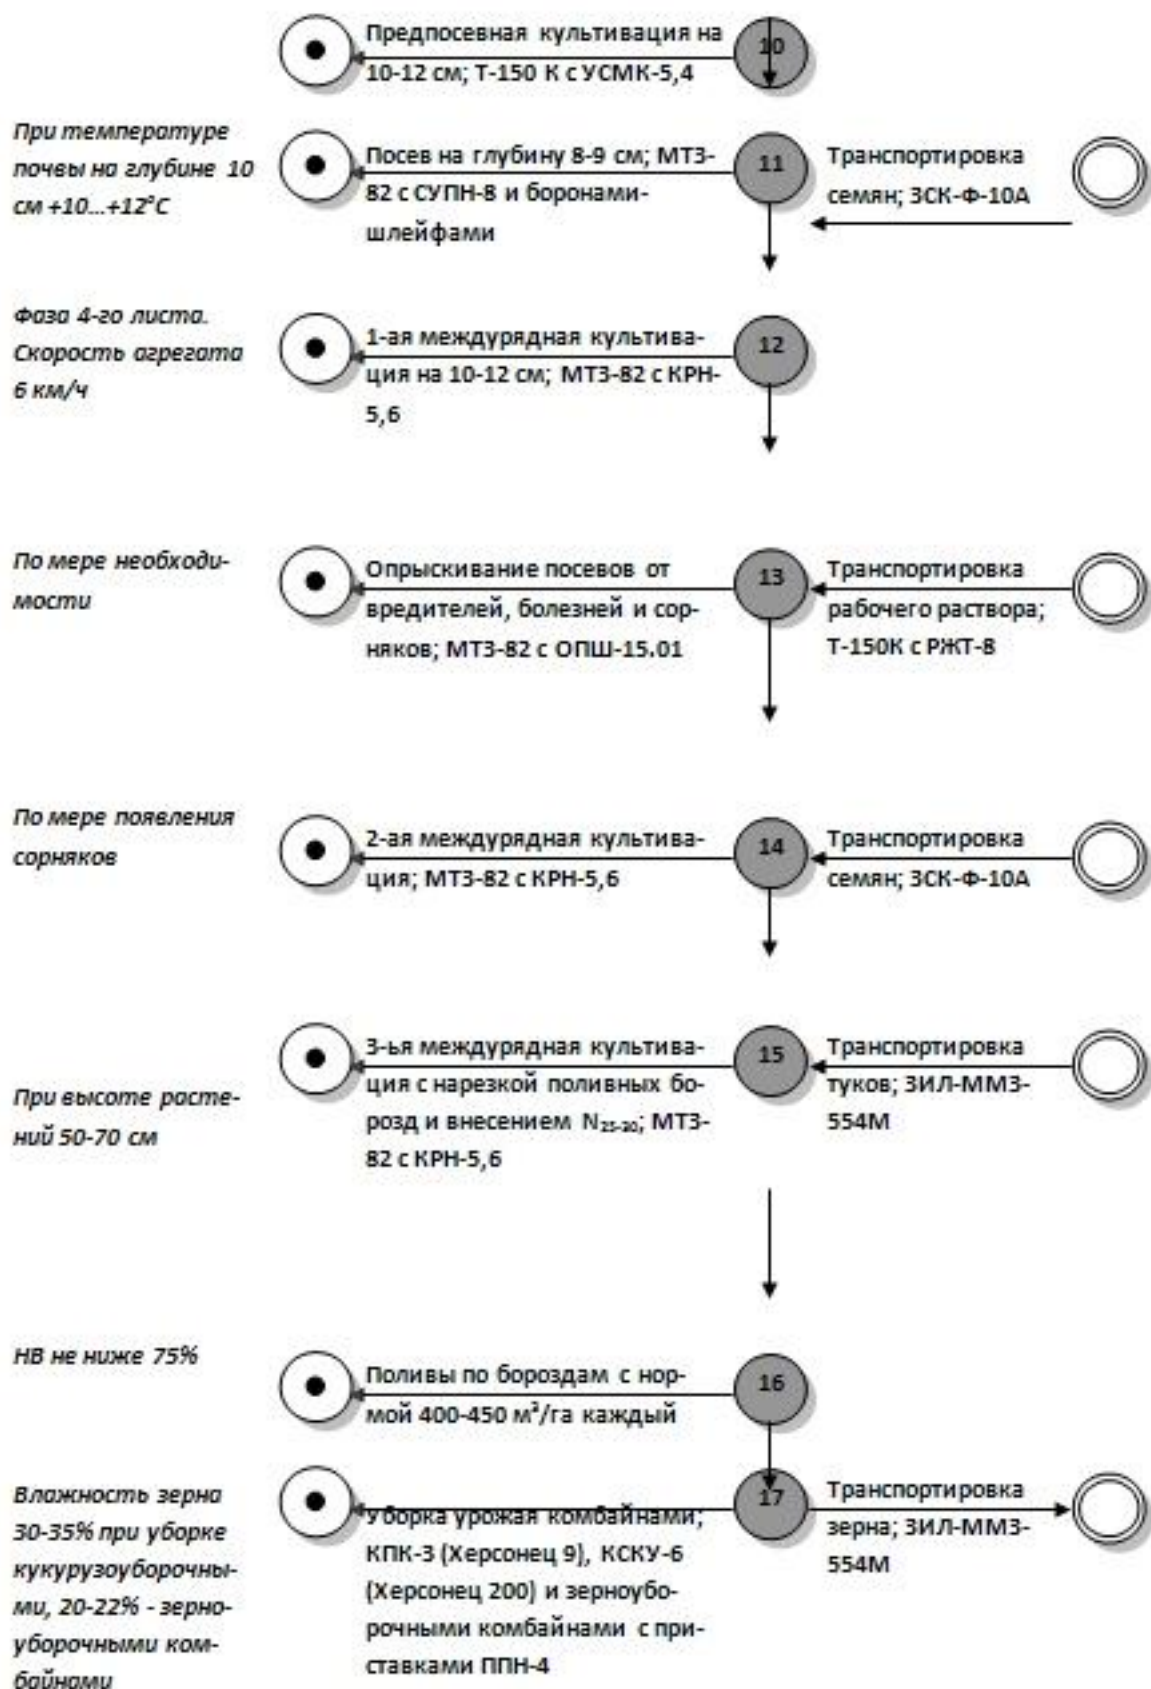 Предпосевная культивация на
10-12 см; Т-150 К с УСМК-5,4
10
При температуре
почвы на глубине 10
см +10...+12°С
Посев на глубину 8-9 см; МТЗ-
82 с СУПН-8 и боронами-
шлейфами
11
Транспортировка
семян; ЗСК-Ф-10А
Фаза 4-го листа.
Скорость агрегата
6 км/ч
1-ая междурядная культива-
ция на 10-12 см; МТЗ-82 с КРН-
5,6
12
По мере необходи-
мости
Опрыскивание посевов от
вредителей, болезней и сор-
няков; МТЗ-82 с ОПШ-15.01
13
Транспортировка
рабочего раствора;
Т-150К с РЖТ-8
По мере появления
сорняков
2-ая междурядная культива-
ция; МТЗ-82 с КРН-5,6
14
Транспортировка
семян; ЗСК-Ф-10А
При высоте расте-
ний 50-70 см
3-ья междурядная культива-
ция с нарезкой поливных бо-
розд и внесением N₂₅₋₃₀; МТЗ-
82 с КРН-5,6
15
Транспортировка
туков; ЗИЛ-ММЗ-
554М
НВ не ниже 75%
Поливы по бороздам с нор-
мой 400-450 м³/га каждый
16
Влажность зерна
30-35% при уборке
кукурузоуборочны-
ми, 20-22% - зерно-
уборочными ком-
байнами
Уборка урожая комбайнами;
КПК-3 (Херсонец 9), КСКУ-6
(Херсонец 200) и зерноубо-
рочными комбайнами с при-
ставками ППН-4
17
Транспортировка
зерна; ЗИЛ-ММЗ-
554М